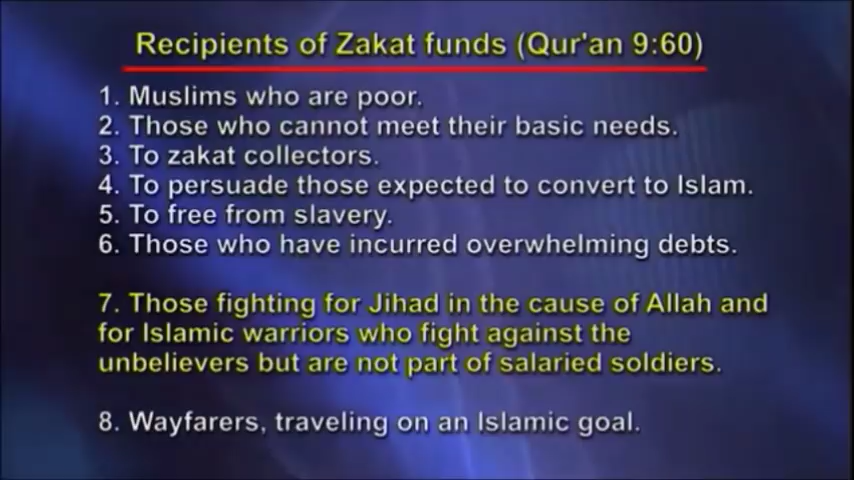 Recipients of Zakat funds (Qur'an 9:60)
1. Muslims who are poor.
2. Those who cannot meet their basic needs.
3. To zakat collectors.
4. To persuade those expected to convert to Islam.
5. To free from slavery.
6. Those who have incurred overwhelming debts.
7. Those fighting for Jihad in the cause of Allah and
for Islamic warriors who fight against the
unbelievers but are not part of salaried soldiers.
8. Wayfarers, traveling on an Islamic goal.